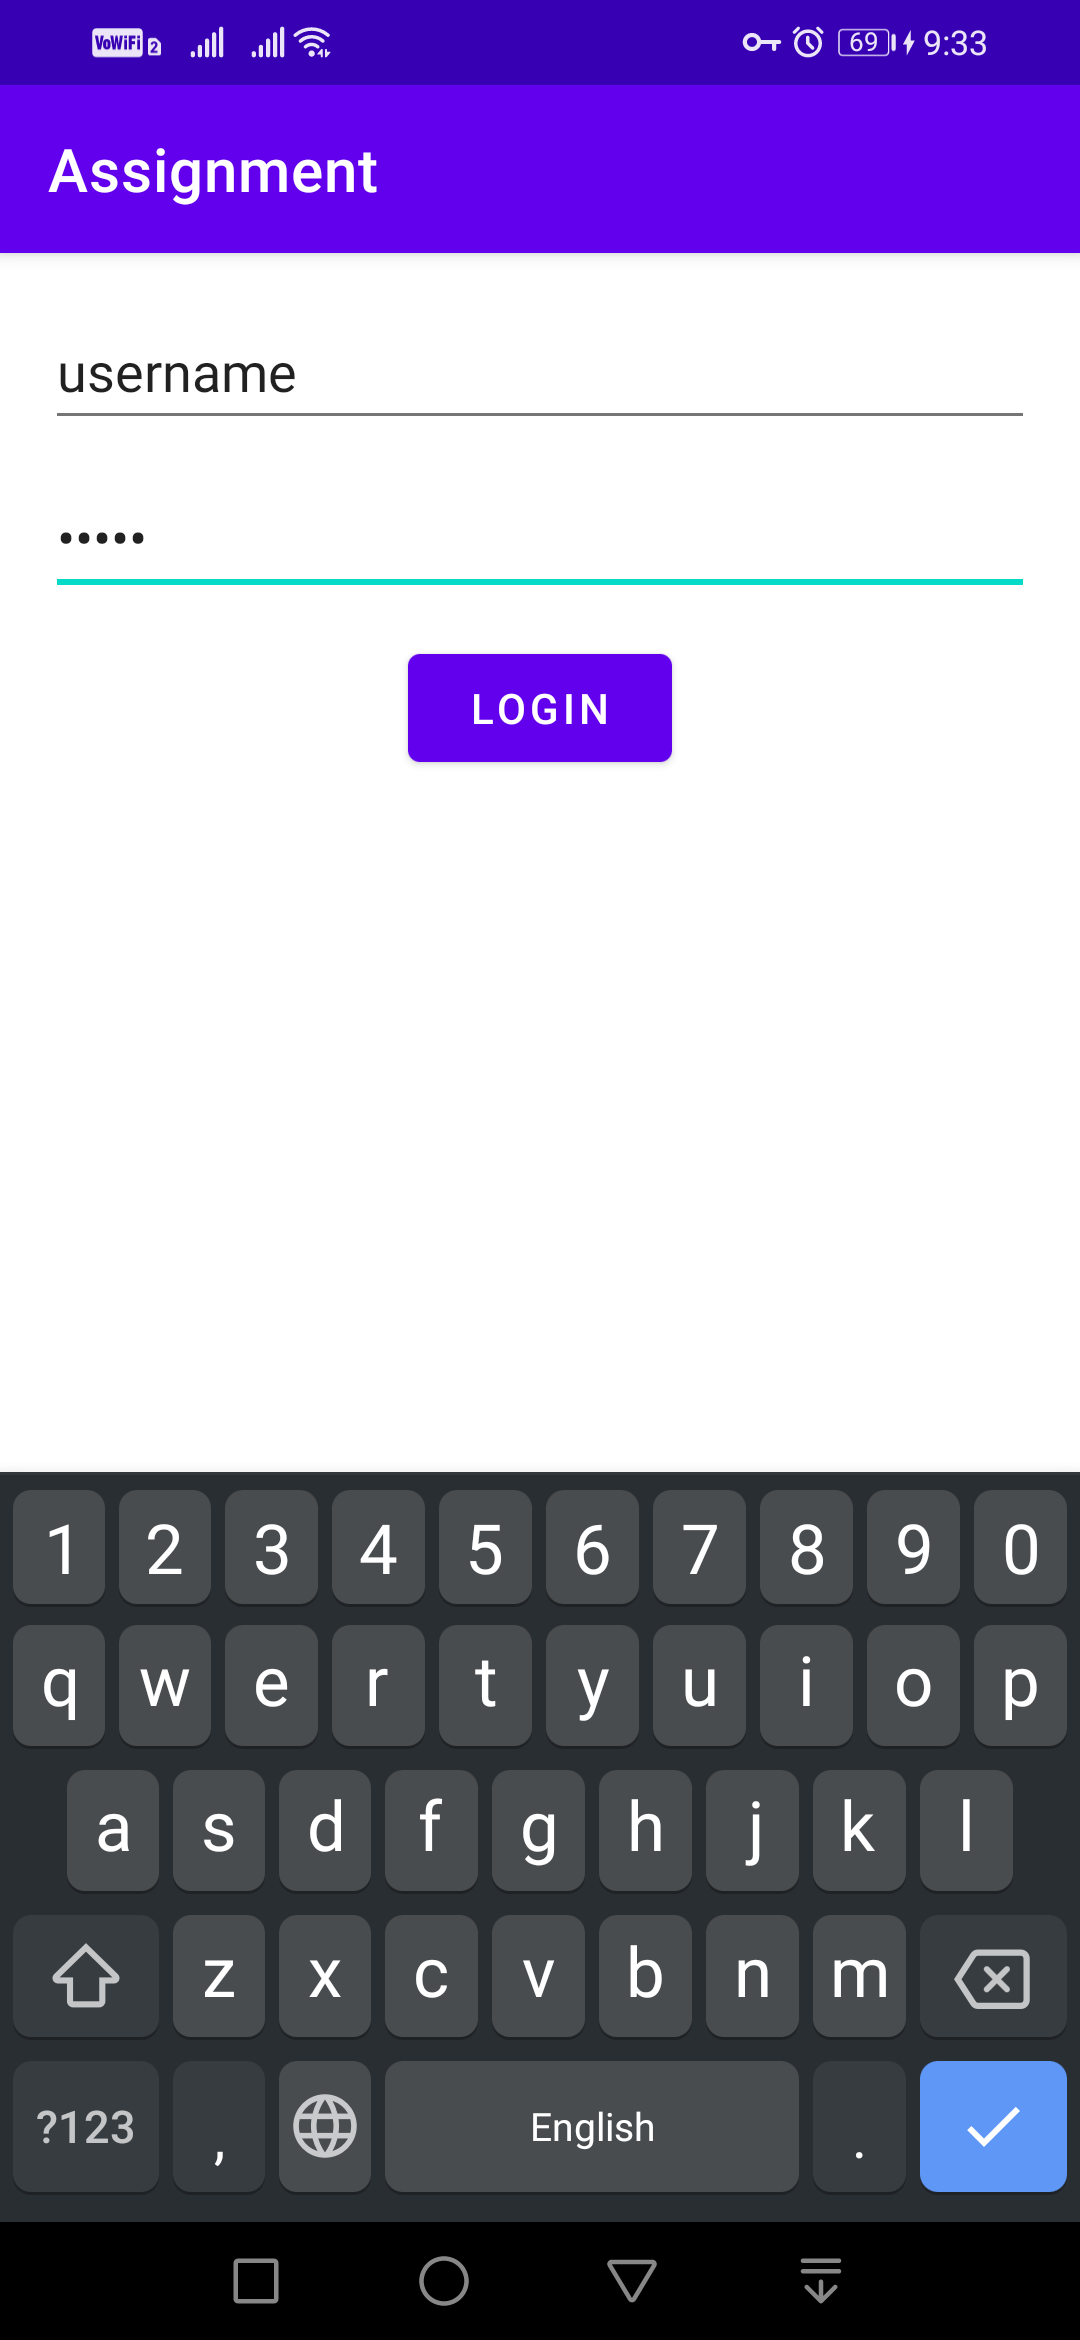 VoWiFi 2 69 9:33
Assignment
username
•••••
LOGIN
1 2 3 4 5 6 7 8 9 0
q w e r t y u i o p
a s d f g h j k l
z x c v b n m
?123 , English .